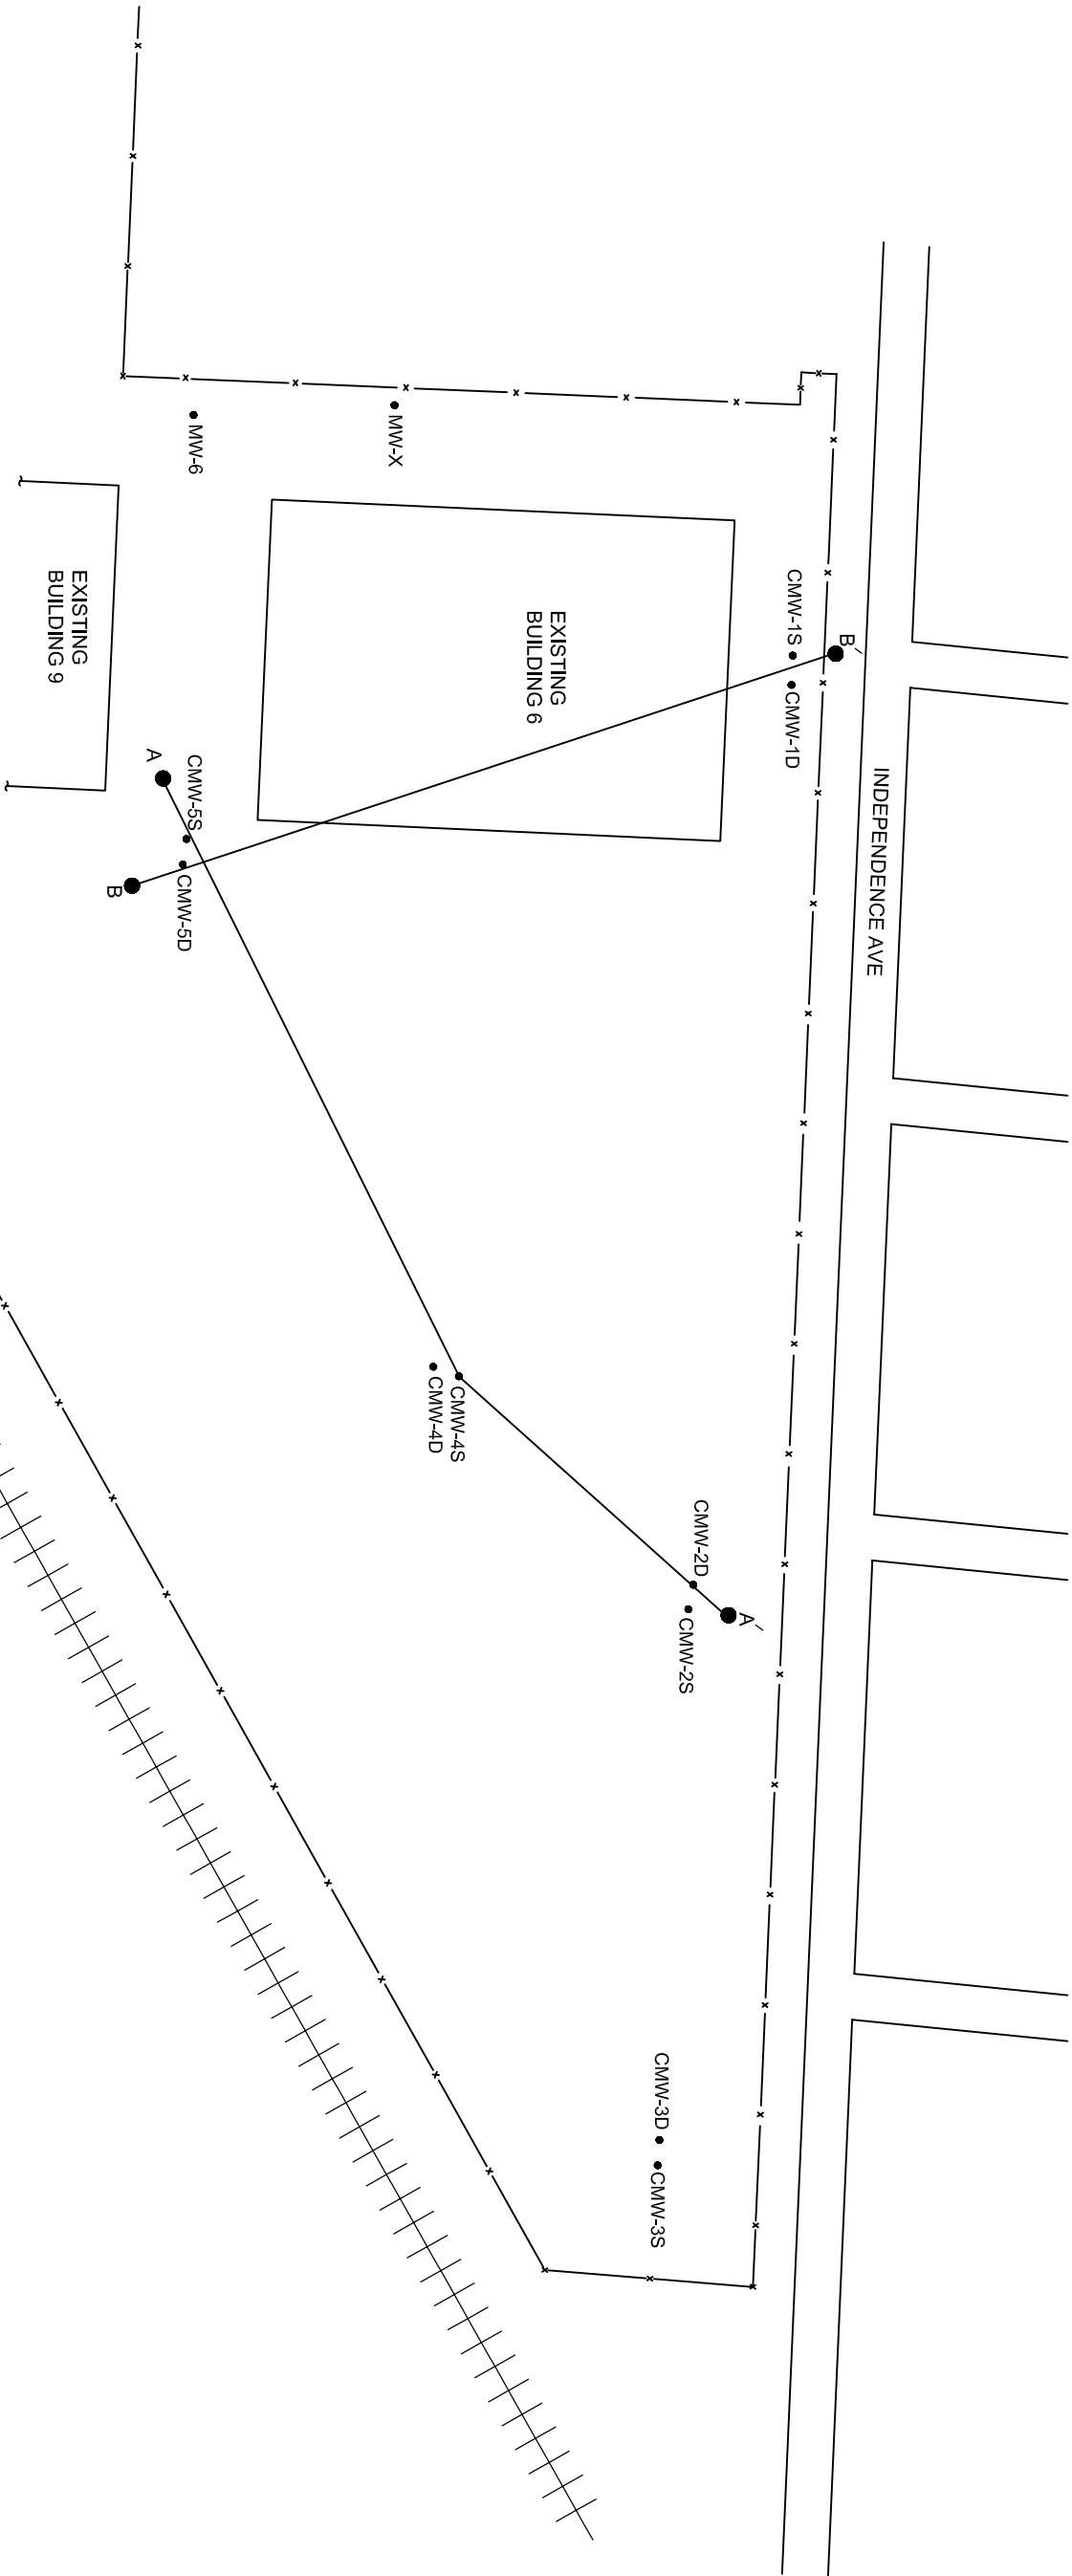 INDEPENDENCE AVE
B´
CMW-1S
CMW-1D
A´
CMW-2D
CMW-2S
CMW-3D
CMW-3S
EXISTING
BUILDING 6
CMW-4S
CMW-4D
MW-X
MW-6
CMW-5S
CMW-5D
A
B
EXISTING
BUILDING 9